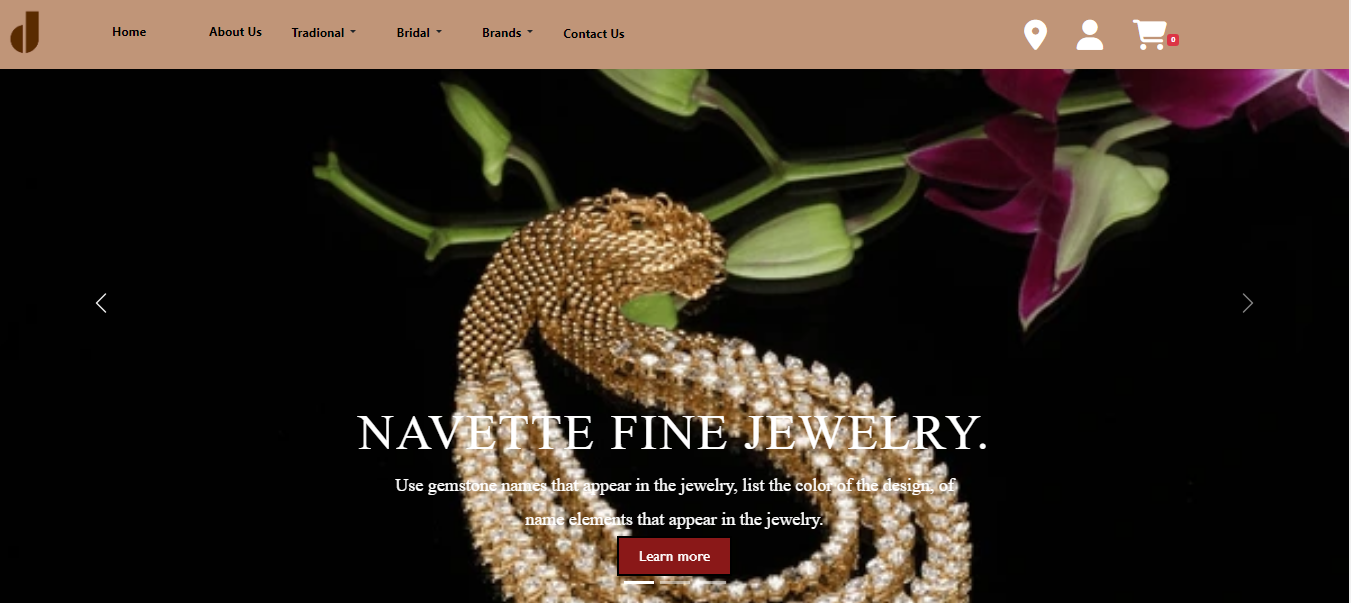 Home About Us Tradional Bridal Brands Contact Us
0
NAVETTE FINE JEWELRY.
Use gemstone names that appear in the jewelry, list the color of the design, of
name elements that appear in the jewelry.
Learn more